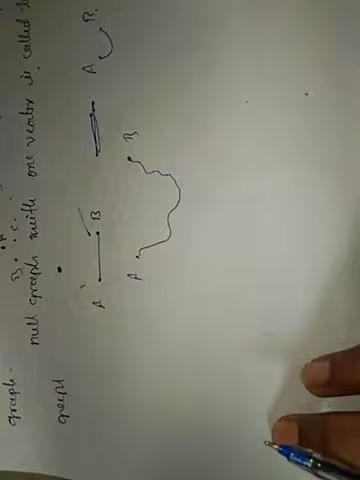 graph.
B . . C.
null graph with one vertex is called
graph
A B
A B
A B